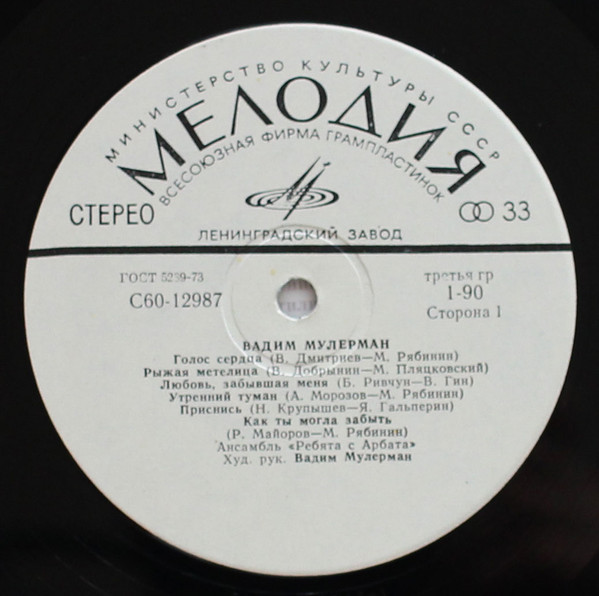 МИНИСТЕРСТВО КУЛЬТУРЫ СССР
МЕЛОДИЯ
ВСЕСОЮЗНАЯ ФИРМА ГРАМПЛАСТИНОК
СТЕРЕО
33
ЛЕНИНГРАДСКИЙ ЗАВОД
ГОСТ 5289-73
С60-12987
третья гр
1-90
Сторона 1
ВАДИМ МУЛЕРМАН
Голос сердца (В. Дмитриев—М. Рябинин)
Рыжая метелица (В. Добрынин—М. Пляцковский)
Любовь, забывшая меня (Б. Ривчун—В. Гин)
Утренний туман (А. Морозов—М. Рябинин)
Приснись (Н. Крупышев—Я. Гальперин)
Как ты могла забыть
(Р. Майоров—М. Рябинин)
Ансамбль «Ребята с Арбата»
Худ. рук. Вадим Мулерман